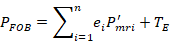 P_{FOB} = \sum_{i=1}^{n} e_i P'_{mri} + T_E